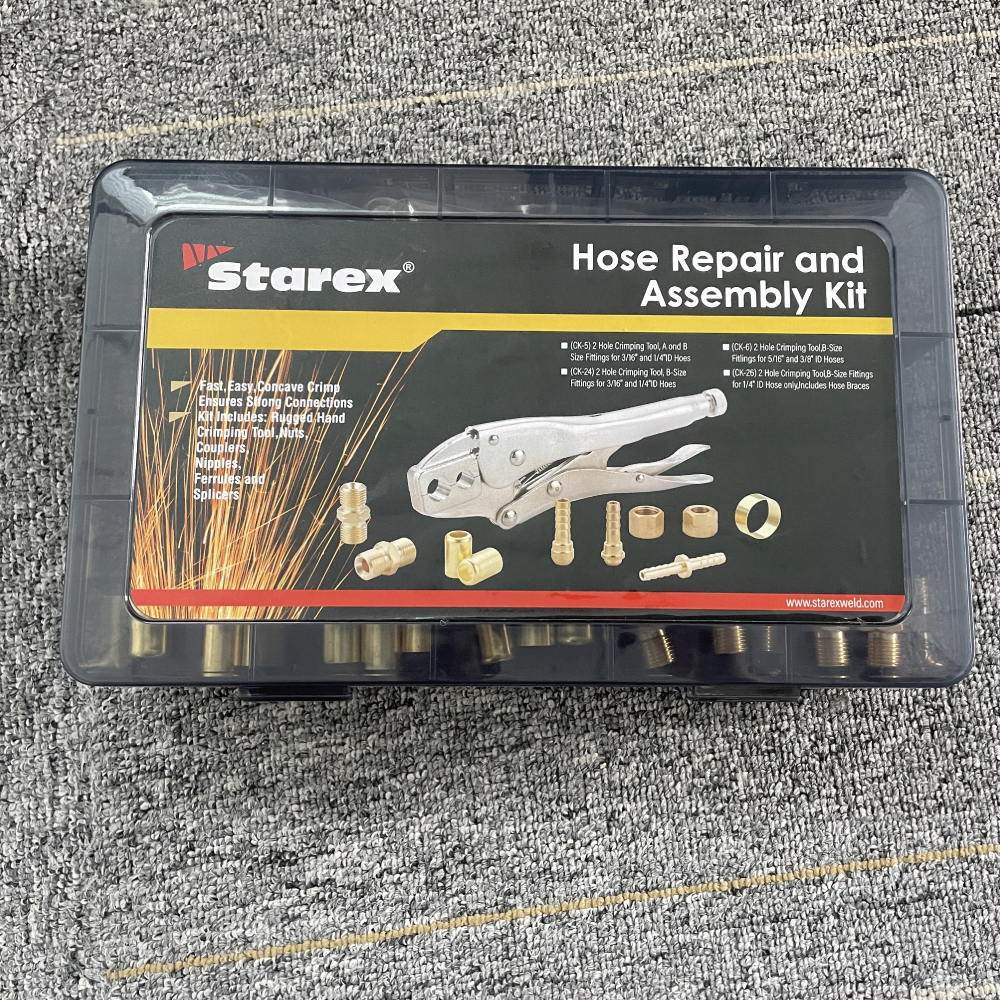 Starex®
Hose Repair and
Assembly Kit
(CK-5) 2 Hole Crimping Tool, A and B
Size Fittings for 3/16" and 1/4"ID Hoes
(CK-24) 2 Hole Crimping Tool, B-Size
Fittings for 3/16" and 1/4"ID Hoes
(CK-6) 2 Hole Crimping Tool,B-Size
Fittings for 5/16" and 3/8" ID Hoses
(CK-26) 2 Hole Crimping Tool,B-Size Fittings
for 1/4" ID Hose only,Includes Hose Braces
Fast,Easy,Concave Crimp
Ensures Strong Connections
Kit Includes: Rugged Hand
Crimping Tool,Nuts,
Couplers,
Nipples,
Ferrules and
Splicers
www.starexweld.com